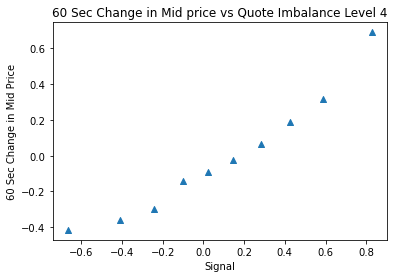 60 Sec Change in Mid price vs Quote Imbalance Level 4
60 Sec Change in Mid Price
0.6
0.4
0.2
0.0
−0.2
−0.4
−0.6 −0.4 −0.2 0.0 0.2 0.4 0.6 0.8
Signal